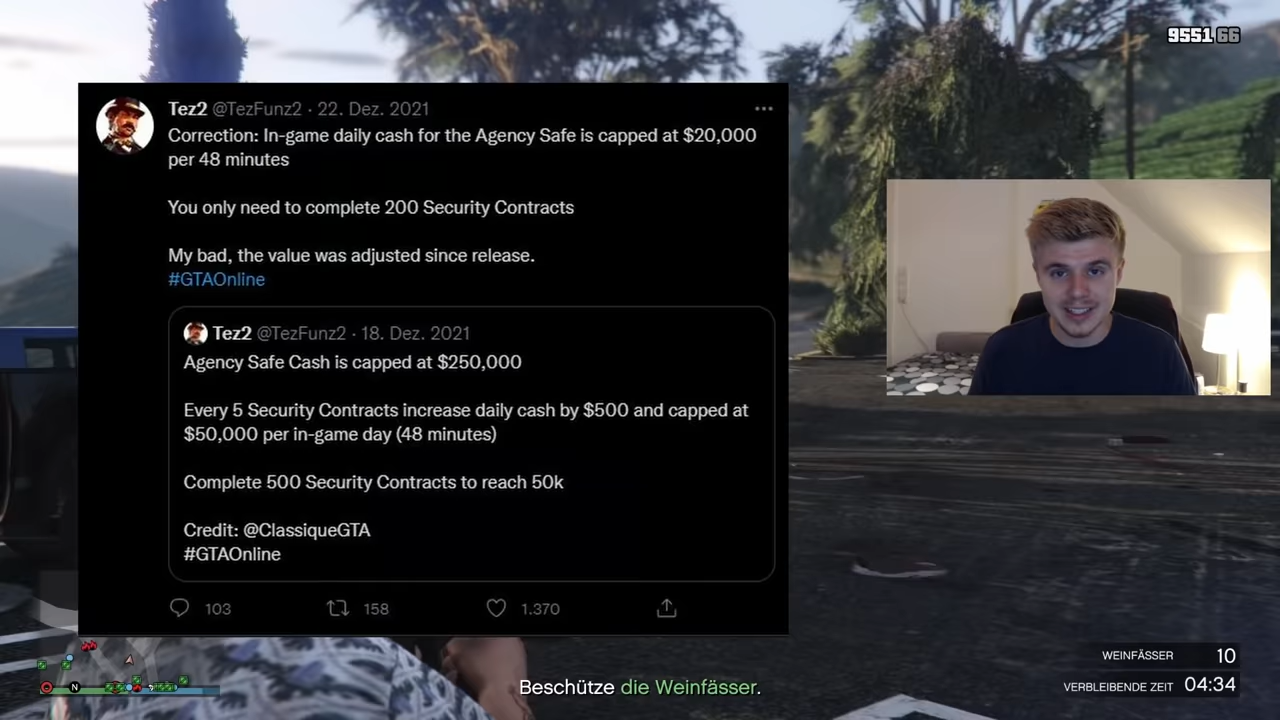 9551 66
Tez2 @TezFunz2 · 22. Dez. 2021
Correction: In-game daily cash for the Agency Safe is capped at $20,000
per 48 minutes
You only need to complete 200 Security Contracts
My bad, the value was adjusted since release.
#GTAOnline
Tez2 @TezFunz2 · 18. Dez. 2021
Agency Safe Cash is capped at $250,000
Every 5 Security Contracts increase daily cash by $500 and capped at
$50,000 per in-game day (48 minutes)
Complete 500 Security Contracts to reach 50k
Credit: @ClassiqueGTA
#GTAOnline
103 158 1.370
N
WEINFÄSSER 10
VERBLEIBENDE ZEIT 04:34
Beschütze die Weinfässer.